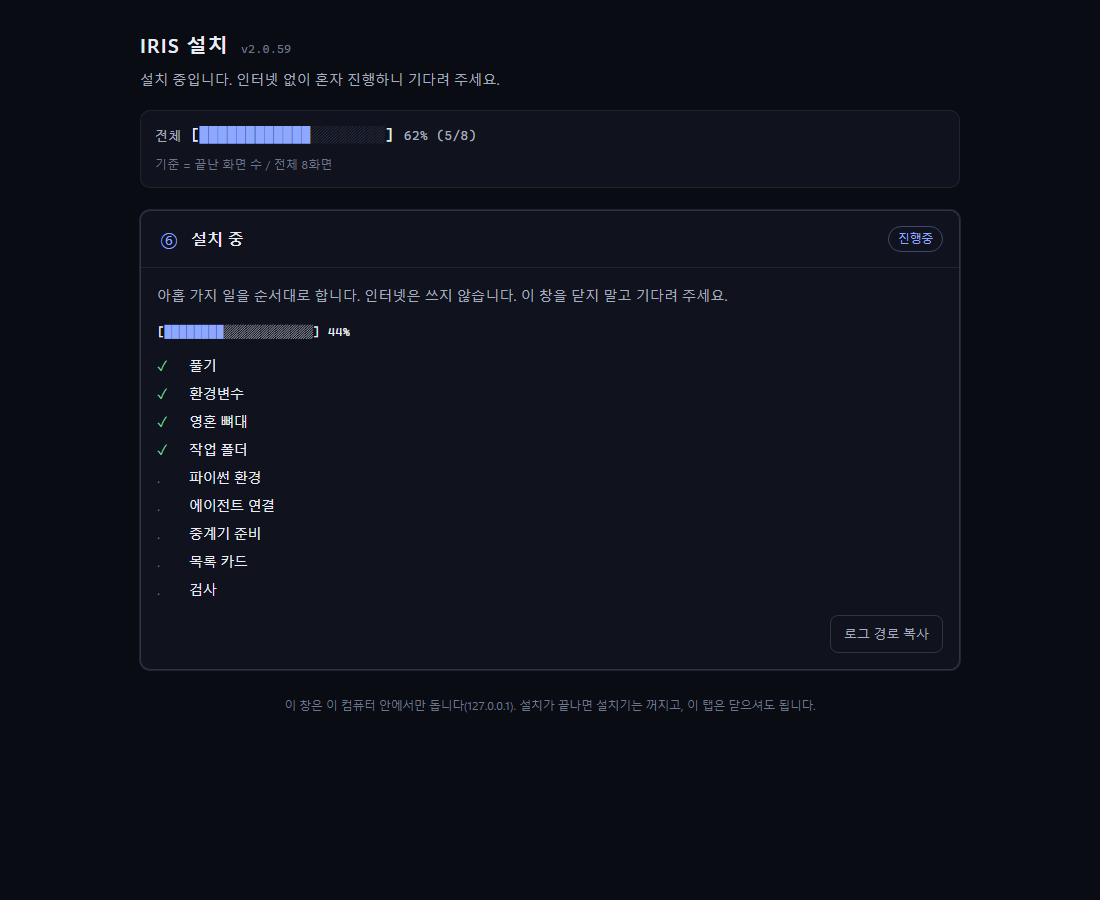 IRIS 설치 v2.0.59
설치 중입니다. 인터넷 없이 혼자 진행하니 기다려 주세요.
전체 [████████████░░░░░░░░] 62% (5/8)
기준 = 끝난 화면 수 / 전체 8화면
⑥ 설치 중 진행중
아홉 가지 일을 순서대로 합니다. 인터넷은 쓰지 않습니다. 이 창을 닫지 말고 기다려 주세요.
[████████░░░░░░░░░░░░] 44%
✓ 풀기
✓ 환경변수
✓ 영혼 뼈대
✓ 작업 폴더
. 파이썬 환경
. 에이전트 연결
. 중계기 준비
. 목록 카드
. 검사
로그 경로 복사
이 창은 이 컴퓨터 안에서만 돕니다(127.0.0.1). 설치가 끝나면 설치기는 꺼지고, 이 탭은 닫으셔도 됩니다.